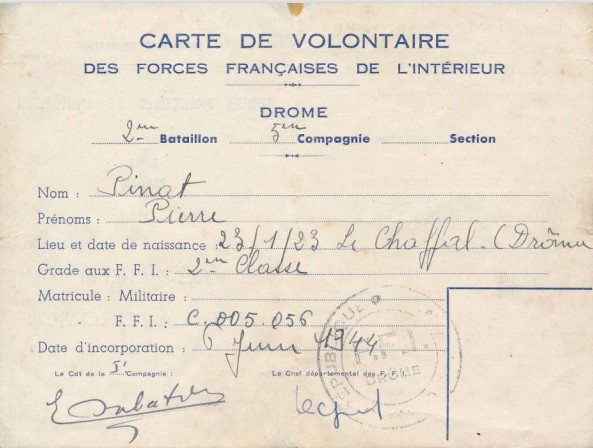 CARTE DE VOLONTAIRE
DES FORCES FRANÇAISES DE L'INTÉRIEUR
DROME
2me Bataillon 5me Compagnie Section
Nom : Pinat
Prénoms : Pierre
Lieu et date de naissance : 23/1/23 Le Chaffal - (Drôme
Grade aux F. F. I. : 2me Classe
Matricule : Militaire :
F. F. I. : C. 005. 056
Date d'incorporation : 6 Juin 1944
Le Cdt de la 5e Compagnie : Le Chef départemental des F. F. I.
RÉPUBLIQUE
F.F.I.
DROME